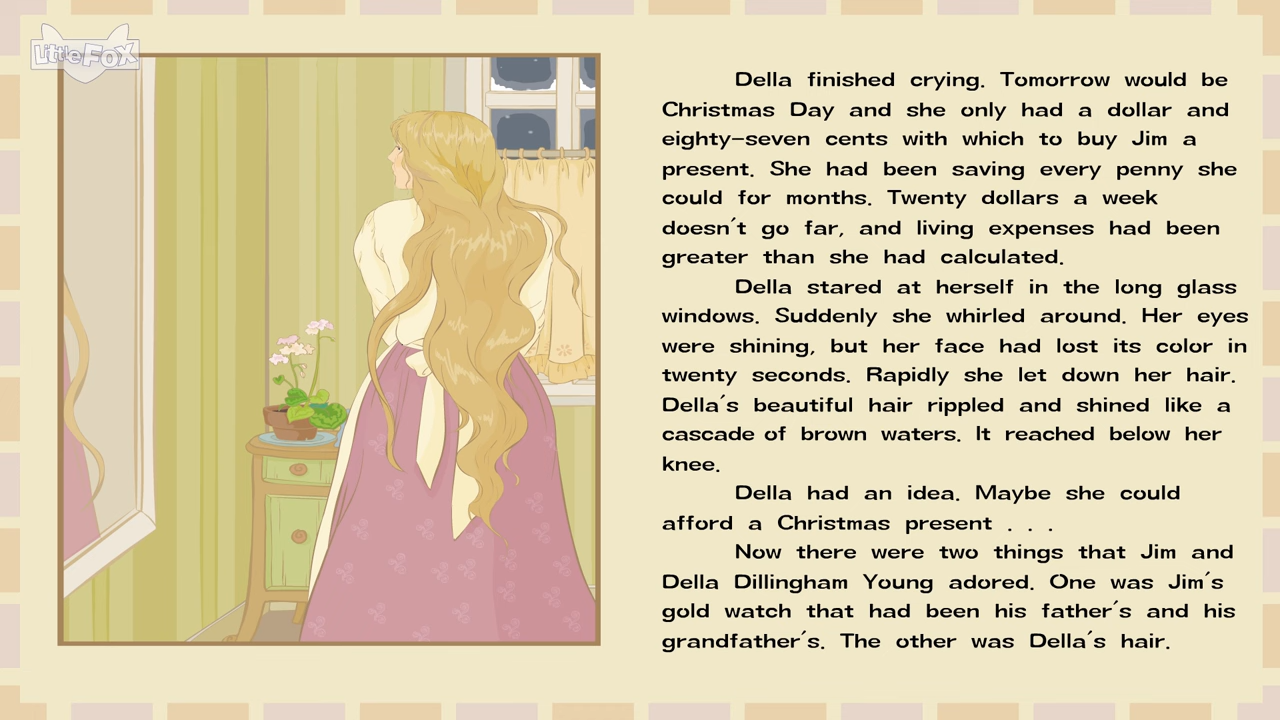 Little Fox
Della finished crying. Tomorrow would be
Christmas Day and she only had a dollar and
eighty-seven cents with which to buy Jim a
present. She had been saving every penny she
could for months. Twenty dollars a week
doesn't go far, and living expenses had been
greater than she had calculated.
Della stared at herself in the long glass
windows. Suddenly she whirled around. Her eyes
were shining, but her face had lost its color in
twenty seconds. Rapidly she let down her hair.
Della's beautiful hair rippled and shined like a
cascade of brown waters. It reached below her
knee.
Della had an idea. Maybe she could
afford a Christmas present . . .
Now there were two things that Jim and
Della Dillingham Young adored. One was Jim's
gold watch that had been his father's and his
grandfather's. The other was Della's hair.